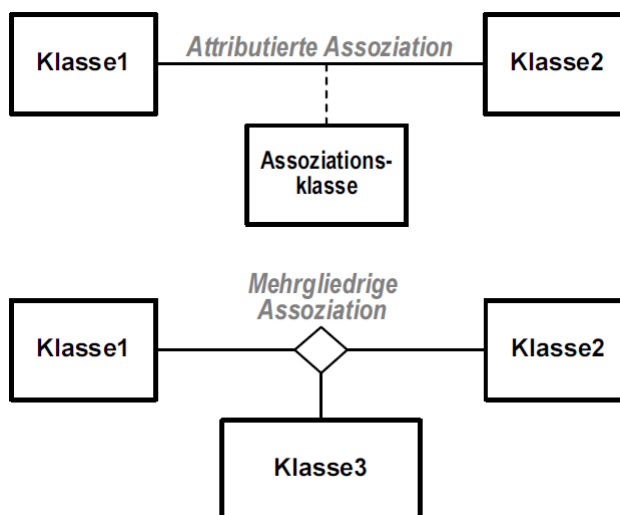 Klasse1
Attributierte Assoziation
Klasse2
Assoziations-
klasse
Mehrgliedrige
Assoziation
Klasse1
Klasse2
Klasse3